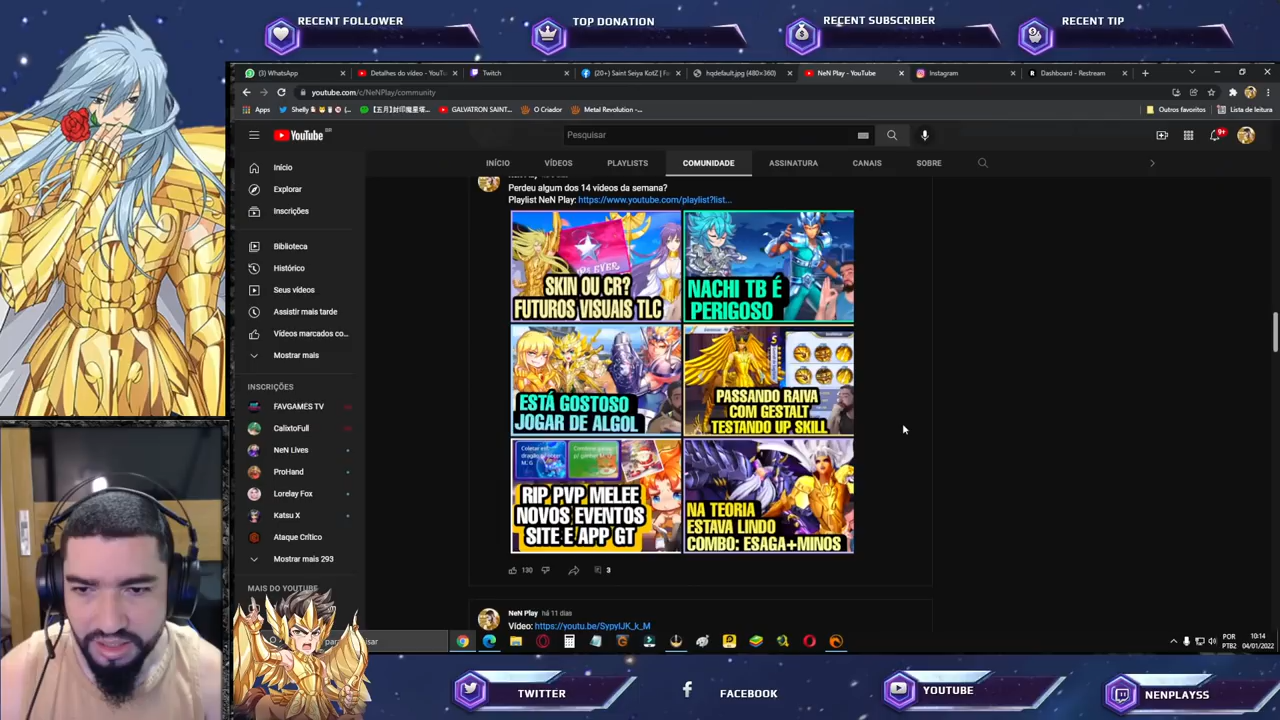 RECENT FOLLOWER
TOP DONATION
RECENT SUBSCRIBER
RECENT TIP
(3) WhatsApp
Detalhes do vídeo - YouTu
Twitch
(20+) Saint Seiya KotZ | Fe
hqdefault.jpg (480×360)
NeN Play - YouTube
Instagram
Dashboard - Restream
youtube.com/c/NeNPlay/community
Apps
Shelly
GALVATRON SAINT...
O Criador
Metal Revolution -...
Outros favoritos
Lista de leitura
YouTube BR
Pesquisar
9+
INÍCIO
VÍDEOS
PLAYLISTS
COMUNIDADE
ASSINATURA
CANAIS
SOBRE
Início
Explorar
Inscrições
Biblioteca
Histórico
Seus vídeos
Assistir mais tarde
Vídeos marcados co...
Mostrar mais
INSCRIÇÕES
FAVGAMES TV
CalixtoFull
NeN Lives
ProHand
Lorelay Fox
Katsu X
Ataque Crítico
Mostrar mais 293
MAIS DO YOUTUBE
Perdeu algum dos 14 vídeos da semana?
Playlist NeN Play: https://www.youtube.com/playlist?list...
SKIN OU CR?
FUTUROS VISUAIS TLC
NACHI TB É
PERIGOSO
ESTÁ GOSTOSO
JOGAR DE ALGOL
5
PASSANDO RAIVA
COM GESTALT
TESTANDO UP SKILL
RIP PVP MELEE
NOVOS EVENTOS
SITE E APP GT
NA TEORIA
ESTAVA LINDO
COMBO: ESAGA+MINOS
130
3
NeN Play há 11 dias
Vídeo: https://youtu.be/SypyIJK_k_M
POR
PTB2
10:14
04/01/2022
TWITTER
FACEBOOK
YOUTUBE
NENPLAYSS